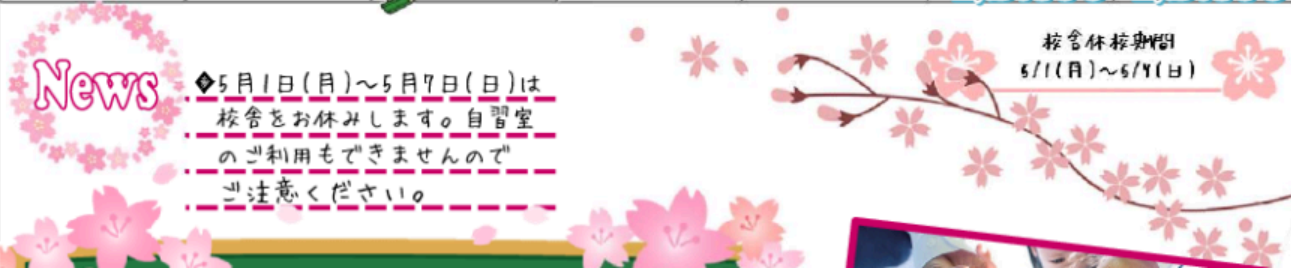 News
◆5月1日(月)~5月7日(日)は
校舎をお休みします。自習室
のご利用もできませんので
ご注意ください。
校舎休校期間
5/1(月)~5/7(日)